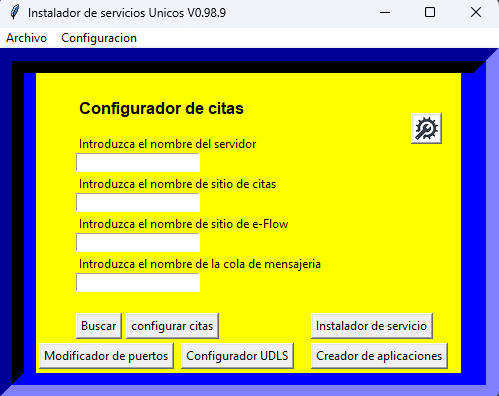 Instalador de servicios Unicos V0.98.9
Archivo Configuracion
Configurador de citas
Introduzca el nombre del servidor
Introduzca el nombre de sitio de citas
Introduzca el nombre de sitio de e-Flow
Introduzca el nombre de la cola de mensajeria
Buscar configurar citas Instalador de servicio
Modificador de puertos Configurador UDLS Creador de aplicaciones